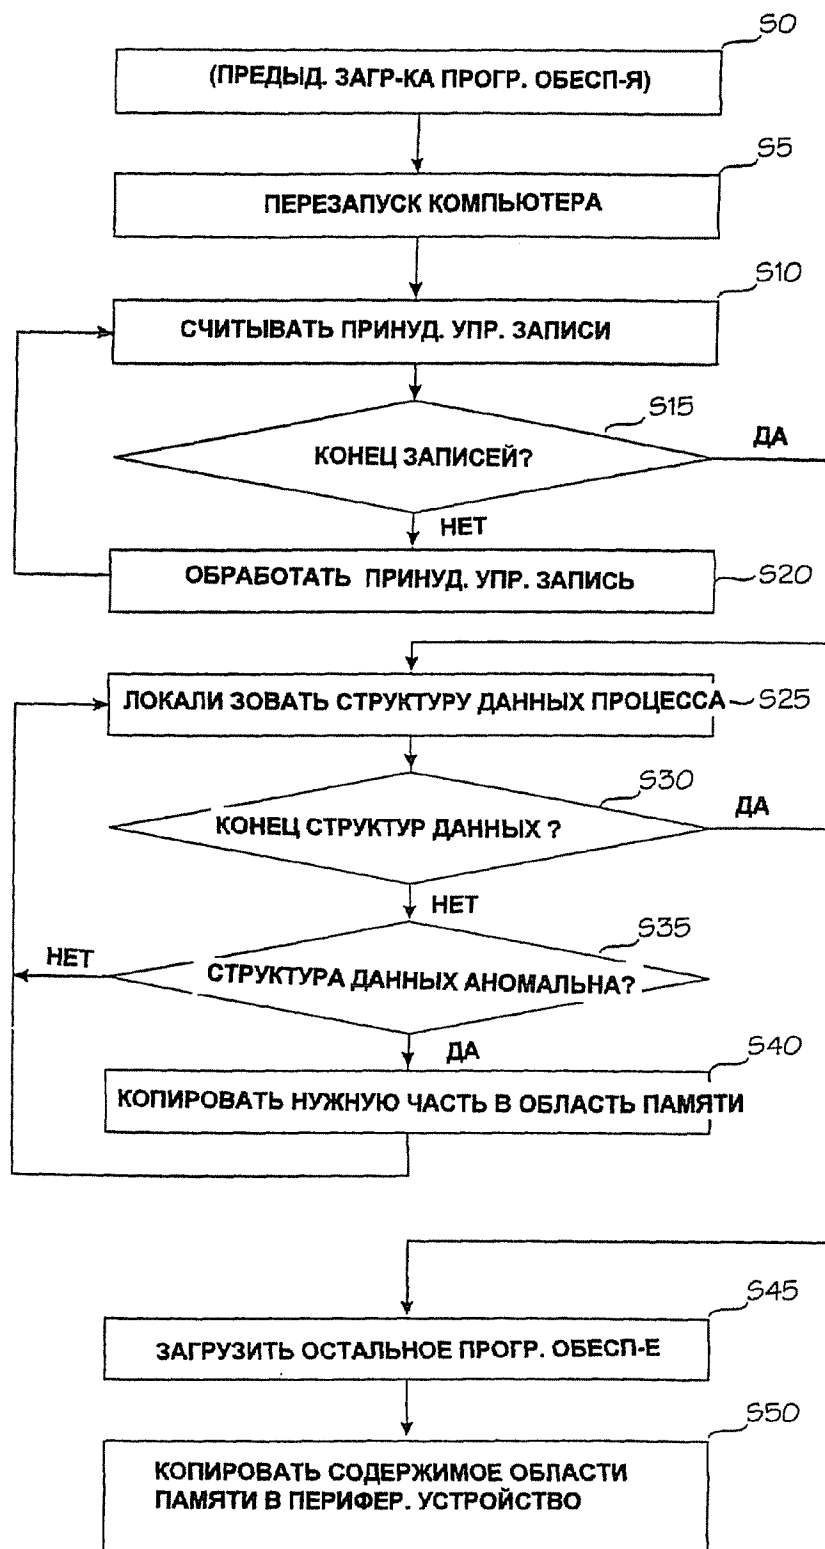 S0
(ПРЕДЫД. ЗАГР-КА ПРОГР. ОБЕСП-Я)
S5
ПЕРЕЗАПУСК КОМПЬЮТЕРА
S10
СЧИТЫВАТЬ ПРИНУД. УПР. ЗАПИСИ
S15
КОНЕЦ ЗАПИСЕЙ?
ДА
НЕТ
ОБРАБОТАТЬ ПРИНУД. УПР. ЗАПИСЬ
S20
ЛОКАЛИ ЗОВАТЬ СТРУКТУРУ ДАННЫХ ПРОЦЕССА
S25
S30
КОНЕЦ СТРУКТУР ДАННЫХ ?
ДА
НЕТ
S35
НЕТ
СТРУКТУРА ДАННЫХ АНОМАЛЬНА?
ДА
S40
КОПИРОВАТЬ НУЖНУЮ ЧАСТЬ В ОБЛАСТЬ ПАМЯТИ
S45
ЗАГРУЗИТЬ ОСТАЛЬНОЕ ПРОГР. ОБЕСП-Е
S50
КОПИРОВАТЬ СОДЕРЖИМОЕ ОБЛАСТИ
ПАМЯТИ В ПЕРИФЕР. УСТРОЙСТВО